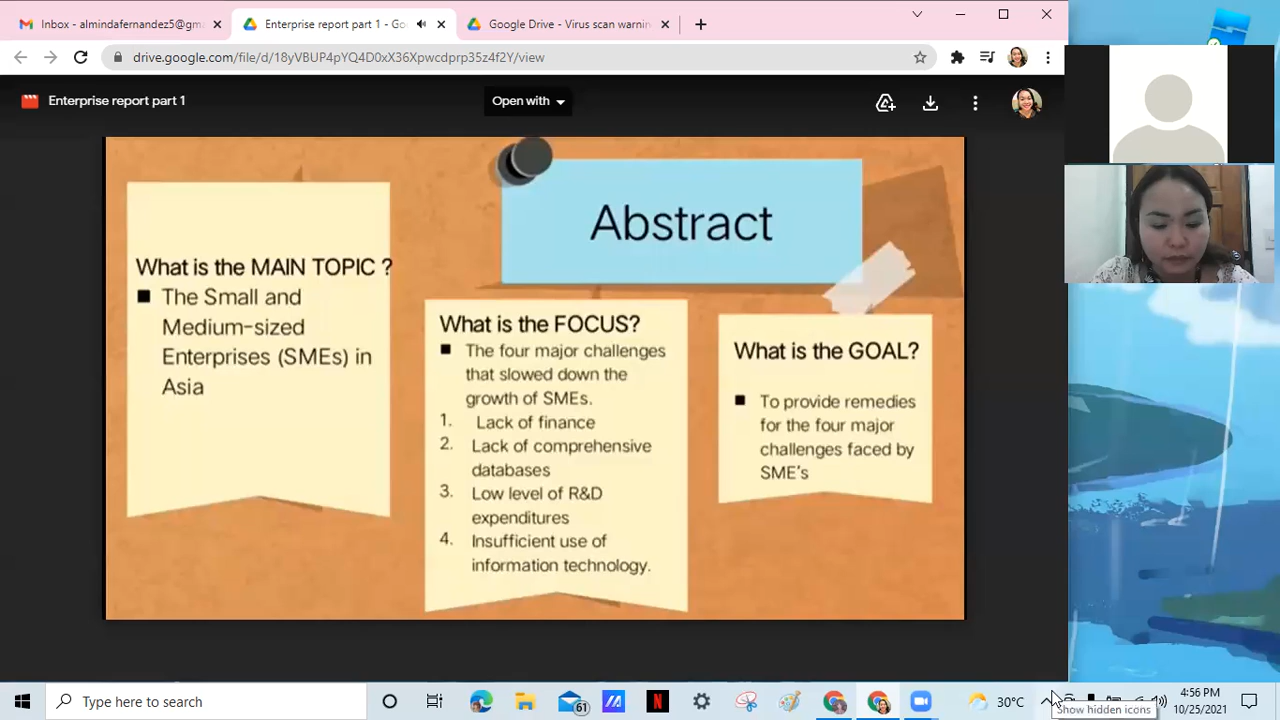 Inbox - almindafernandez5@gm
Enterprise report part 1 - Go
Google Drive - Virus scan warnin
drive.google.com/file/d/18yVBUP4pYQ4D0xX36Xpwcdprp35z4f2Y/view
Enterprise report part 1
Open with
Abstract
What is the MAIN TOPIC ?
The Small and
Medium-sized
Enterprises (SMEs) in
Asia
What is the FOCUS?
The four major challenges
that slowed down the
growth of SMEs.
1. Lack of finance
2. Lack of comprehensive
databases
3. Low level of R&D
expenditures
4. Insufficient use of
information technology.
What is the GOAL?
To provide remedies
for the four major
challenges faced by
SME's
Type here to search
61
N
30°C
4:56 PM
10/25/2021
Show hidden icons